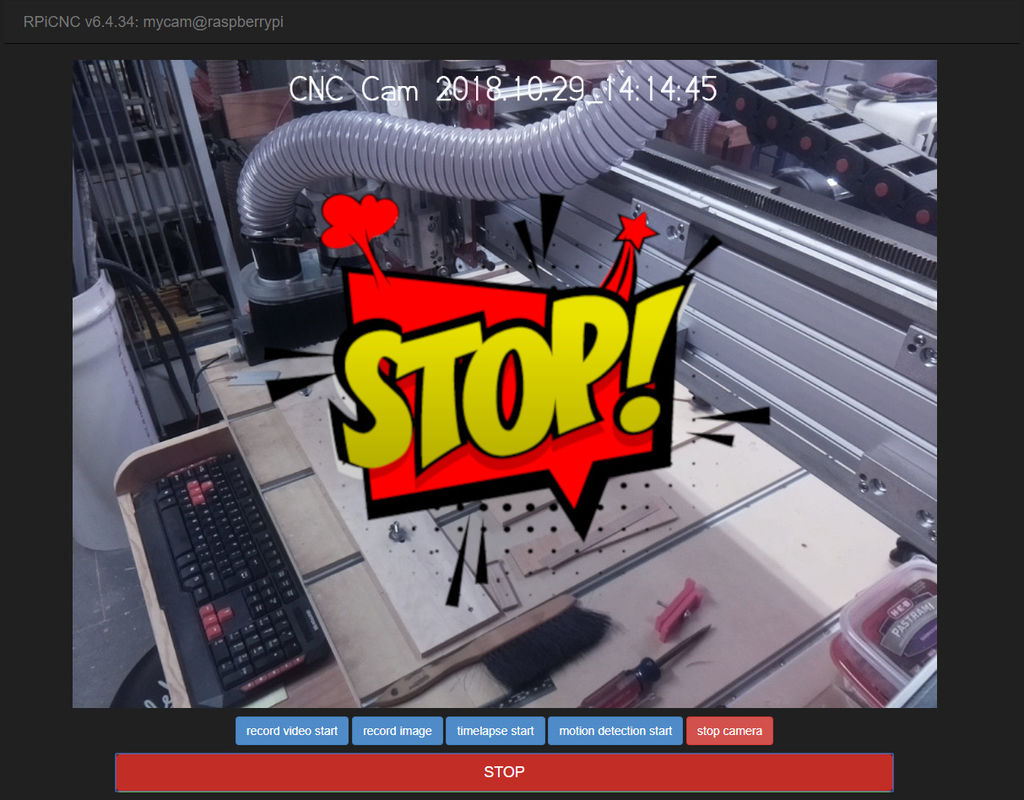 RPiCNC v6.4.34: mycam@raspberrypi
CNC Cam 2018.10.29_14:14:45
STOP!
H-E-B
PASTRAMI
record video start
record image
timelapse start
motion detection start
stop camera
STOP